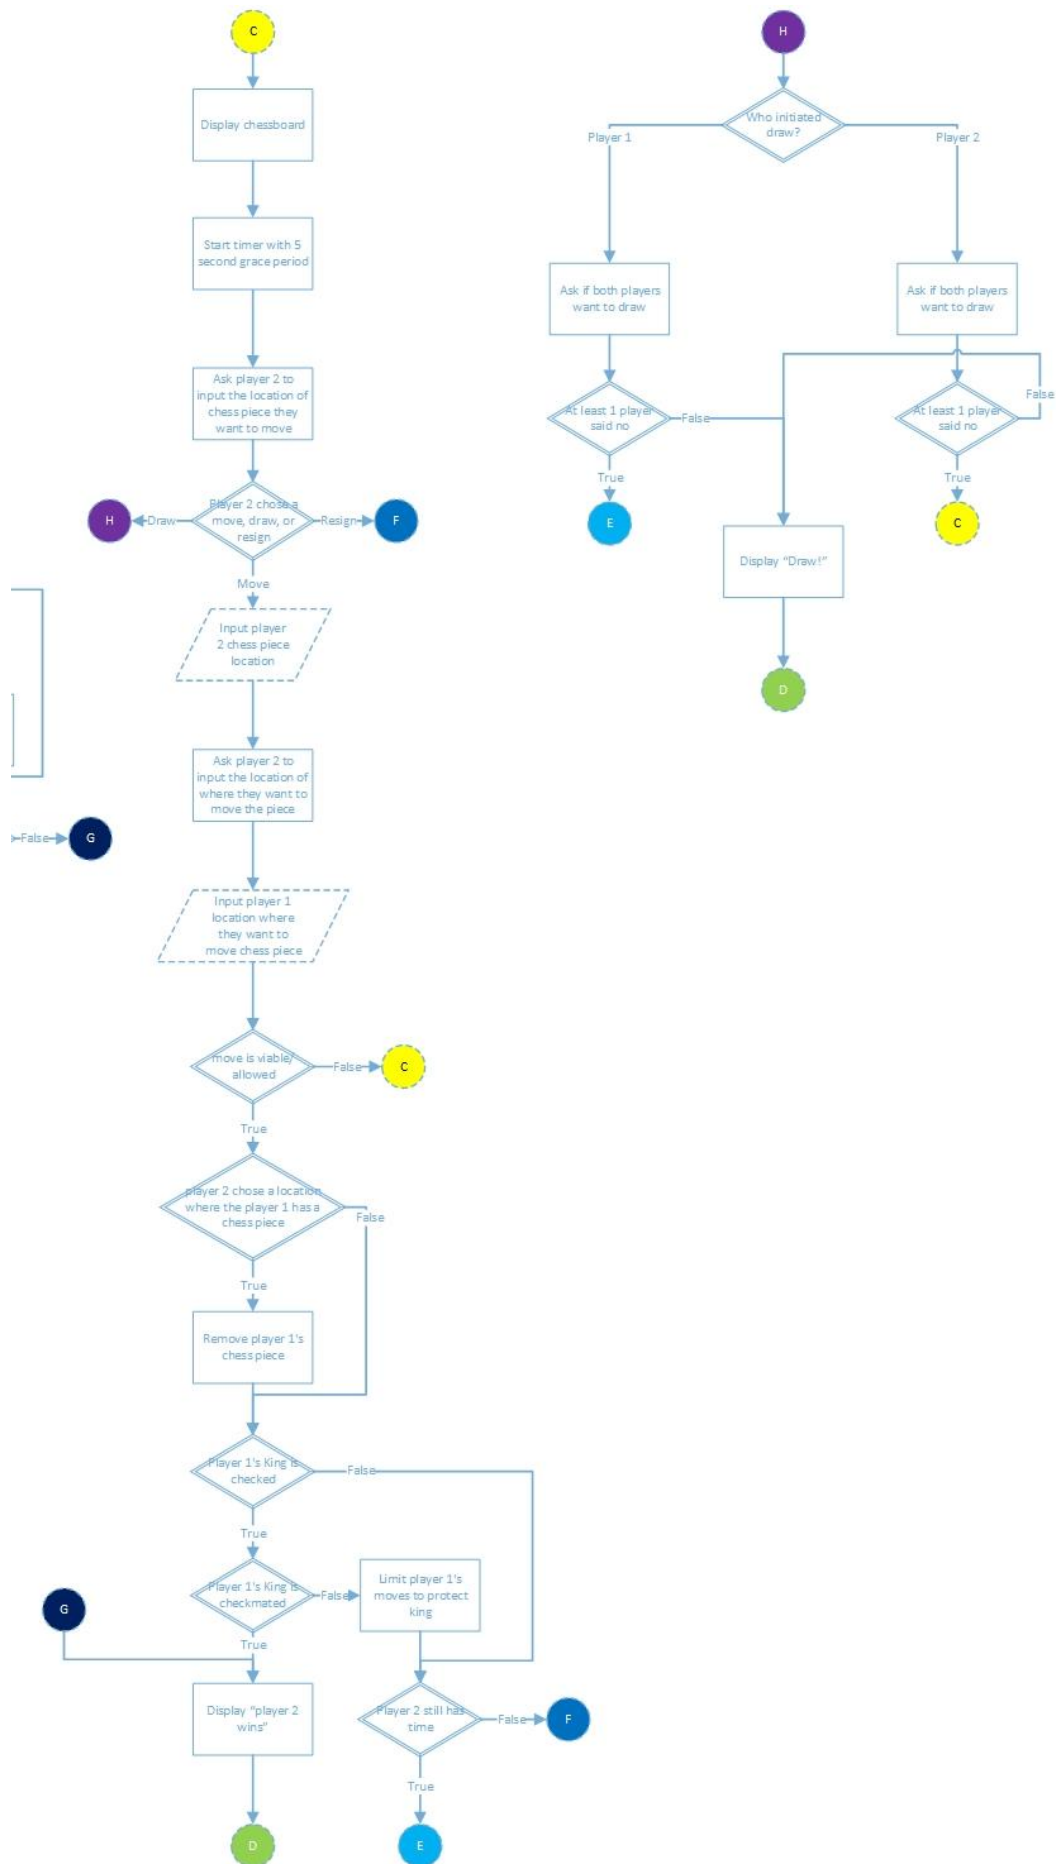 C
Display chessboard
Start timer with 5
second grace period
Ask player 2 to
input the location of
chess piece they
want to move
Player 2 chose a
move, draw, or
resign
Draw
H
Resign
F
Move
Input player
2 chess piece
location
Ask player 2 to
input the location of
where they want to
move the piece
False
G
Input player 1
location where
they want to
move chess piece
move is viable/
allowed
False
C
True
player 2 chose a location
where the player 1 has a
chess piece
False
True
Remove player 1's
chess piece
Player 1's King is
checked
False
True
Player 1's King is
checkmated
False
Limit player 1's
moves to protect
king
G
True
Display "player 2
wins"
Player 2 still has
time
False
F
True
D
E
H
Who initiated
draw?
Player 1
Player 2
Ask if both players
want to draw
Ask if both players
want to draw
At least 1 player
said no
False
At least 1 player
said no
False
True
True
E
C
Display "Draw!"
D